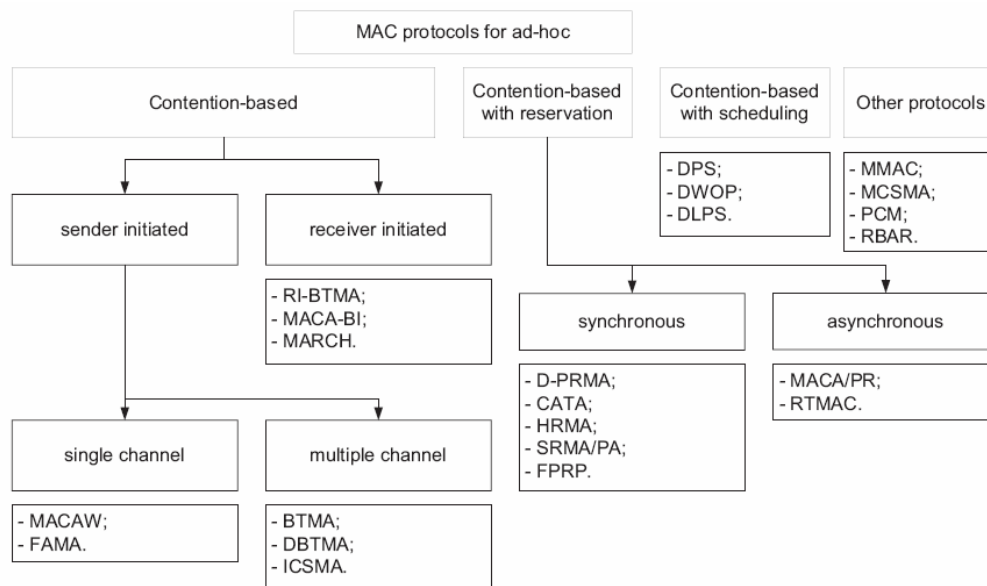 MAC protocols for ad-hoc
Contention-based
Contention-based
with reservation
Contention-based
with scheduling
Other protocols
- DPS;
- DWOP;
- DLPS.
- MMAC;
- MCSMA;
- PCM;
- RBAR.
sender initiated
receiver initiated
- RI-BTMA;
- MACA-BI;
- MARCH.
synchronous
asynchronous
- D-PRMA;
- CATA;
- HRMA;
- SRMA/PA;
- FPRP.
- MACA/PR;
- RTMAC.
single channel
multiple channel
- MACAW;
- FAMA.
- BTMA;
- DBTMA;
- ICSMA.